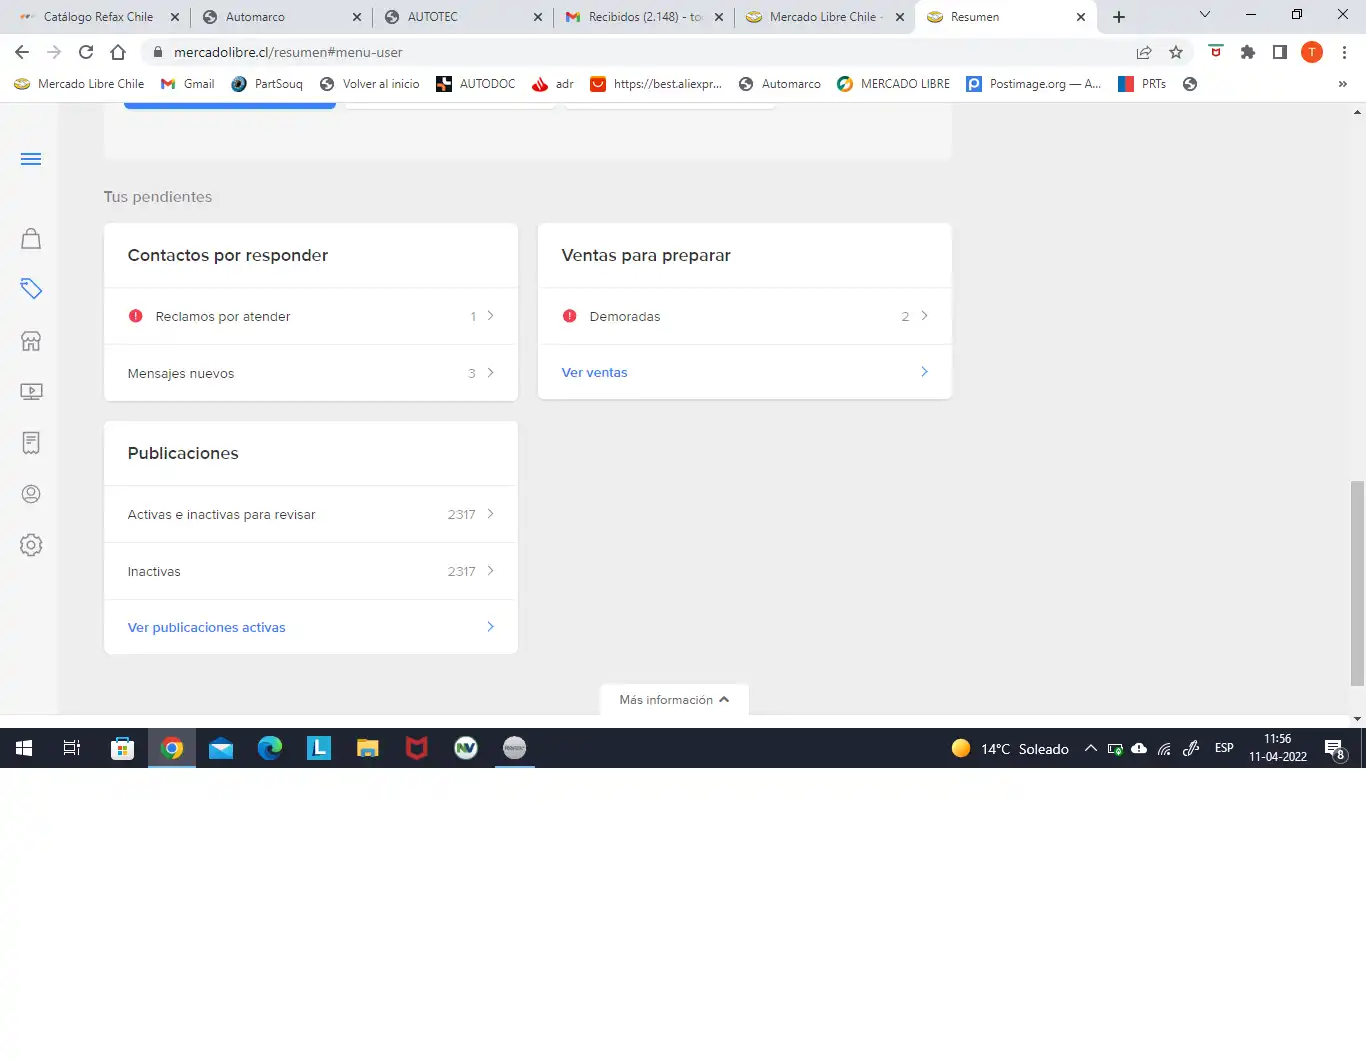 Catálogo Refax Chile
Automarco
AUTOTEC
Recibidos (2.148) - to
Mercado Libre Chile -
Resumen
mercadolibre.cl/resumen#menu-user
T
Mercado Libre Chile
Gmail
PartSouq
Volver al inicio
AUTODOC
adr
https://best.aliexpr...
Automarco
MERCADO LIBRE
Postimage.org — A...
PRTs
»
Tus pendientes
Contactos por responder
Reclamos por atender 1
Mensajes nuevos 3
Ventas para preparar
Demoradas 2
Ver ventas
Publicaciones
Activas e inactivas para revisar 2317
Inactivas 2317
Ver publicaciones activas
Más información
L
NV
14°C Soleado
ESP
11:56
11-04-2022
8